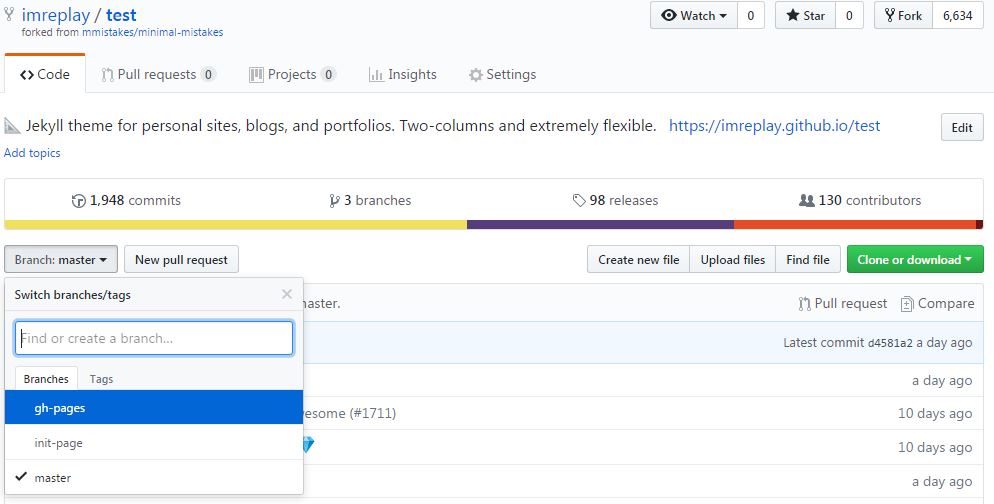 imreplay / test
forked from mmistakes/minimal-mistakes
Watch 0 Star 0 Fork 6,634
Code Pull requests 0 Projects 0 Insights Settings
Jekyll theme for personal sites, blogs, and portfolios. Two-columns and extremely flexible. https://imreplay.github.io/test Edit
Add topics
1,948 commits 3 branches 98 releases 130 contributors
Branch: master New pull request Create new file Upload files Find file Clone or download
Switch branches/tags
master. Pull request Compare
Find or create a branch...
Latest commit d4581a2 a day ago
Branches Tags
a day ago
gh-pages
(#1711) 10 days ago
init-page
10 days ago
master
a day ago